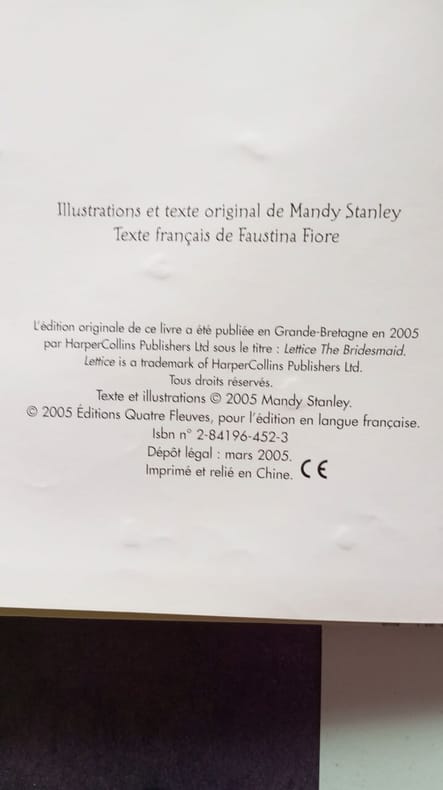 Illustrations et texte original de Mandy Stanley
Texte français de Faustina Fiore
L'édition originale de ce livre a été publiée en Grande-Bretagne en 2005
par HarperCollins Publishers Ltd sous le titre : Lettice The Bridesmaid.
Lettice is a trademark of HarperCollins Publishers Ltd.
Tous droits réservés.
Texte et illustrations © 2005 Mandy Stanley.
© 2005 Éditions Quatre Fleuves, pour l'édition en langue française.
Isbn n° 2-84196-452-3
Dépôt légal : mars 2005.
Imprimé et relié en Chine. CE